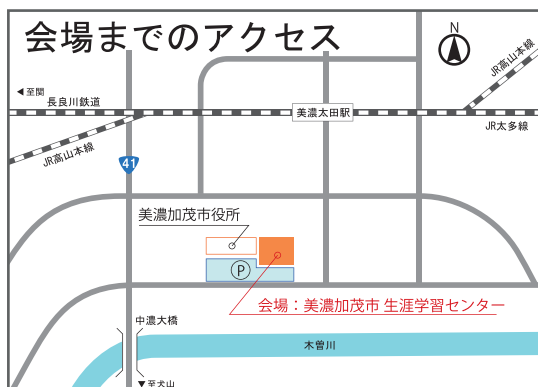 会場までのアクセス
N
◀至関
長良川鉄道
美濃太田駅
JR高山本線
JR太多線
JR高山本線
41
美濃加茂市役所
P
会場：美濃加茂市 生涯学習センター
中濃大橋
木曽川
▼至犬山